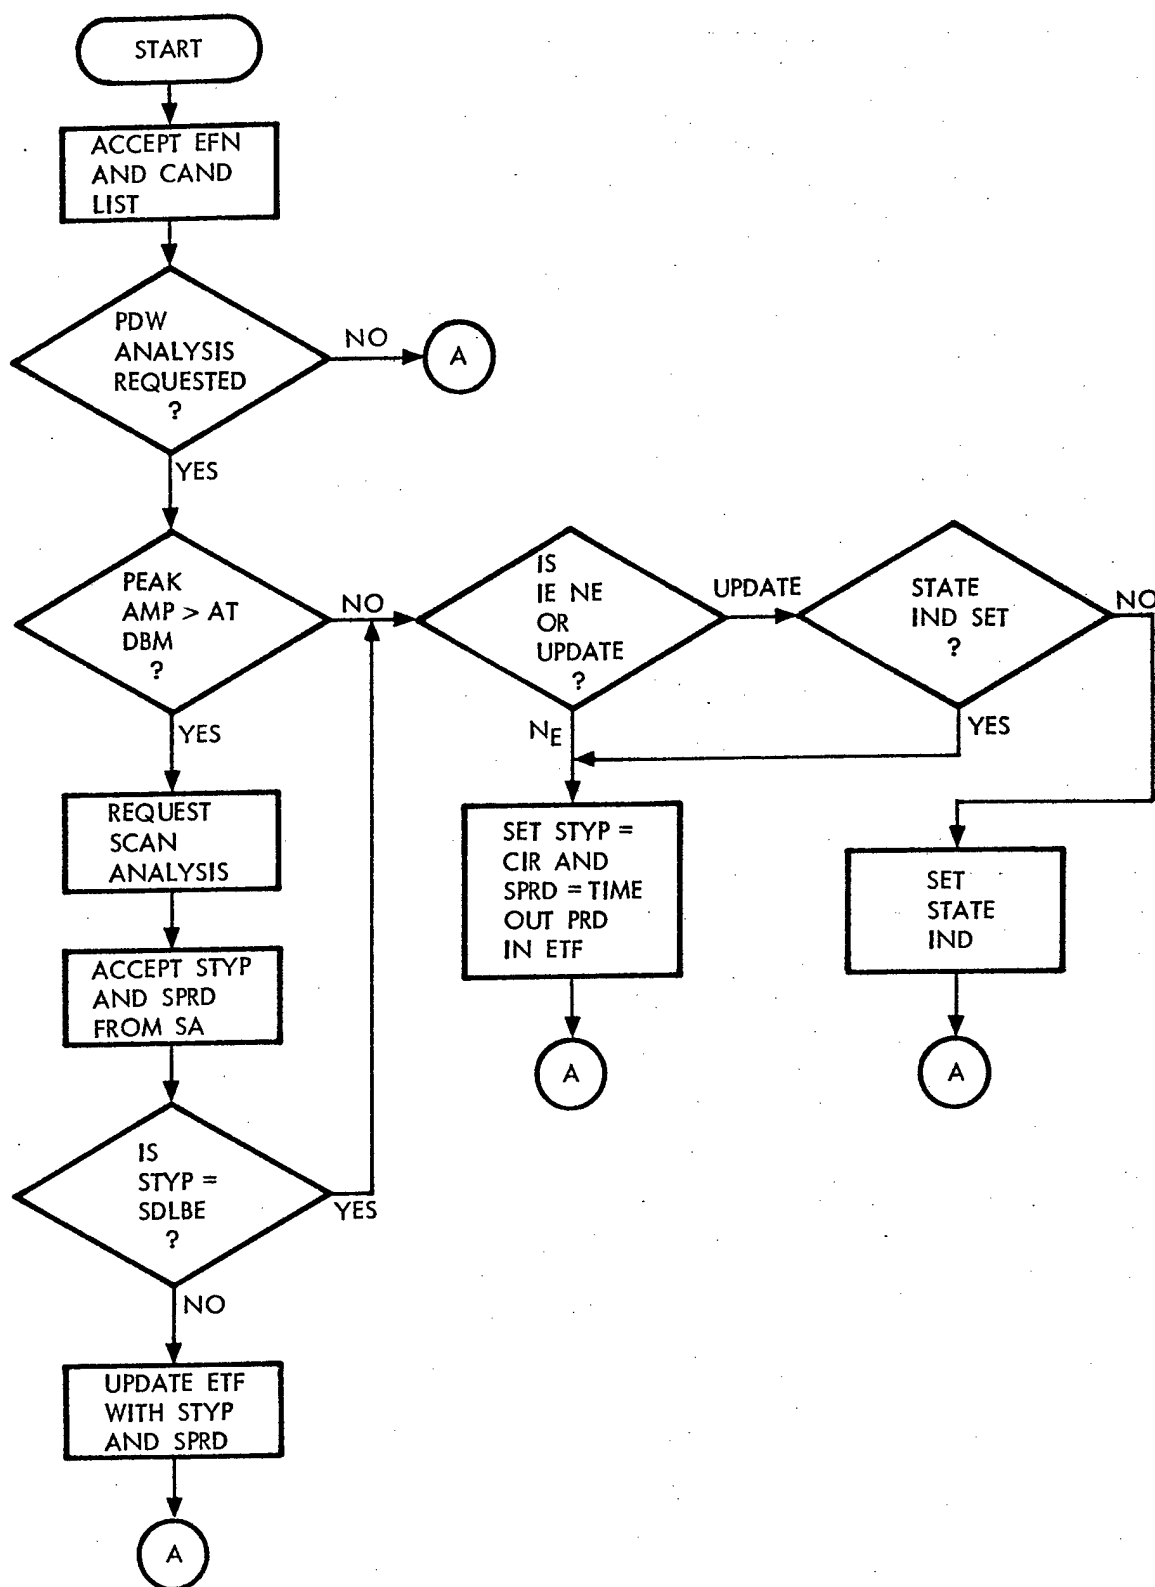 START
ACCEPT EFN
AND CAND
LIST
PDW
ANALYSIS
REQUESTED
?
NO
A
YES
PEAK
AMP > AT
DBM
?
NO
IS
IE NE
OR
UPDATE
?
UPDATE
STATE
IND SET
?
NO
YES
NE
YES
REQUEST
SCAN
ANALYSIS
SET STYP =
CIR AND
SPRD = TIME
OUT PRD
IN ETF
SET
STATE
IND
ACCEPT STYP
AND SPRD
FROM SA
A
A
IS
STYP =
SDLBE
?
YES
NO
UPDATE ETF
WITH STYP
AND SPRD
A